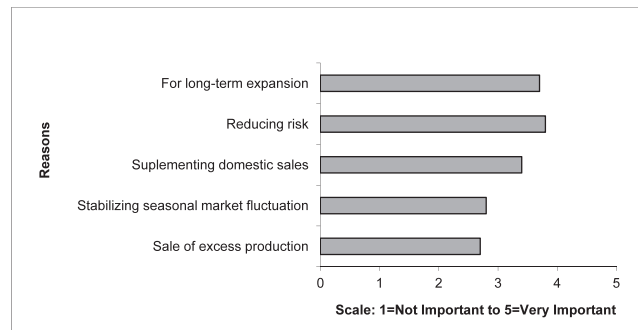 Reasons
For long-term expansion
Reducing risk
Suplementing domestic sales
Stabilizing seasonal market fluctuation
Sale of excess production
0 1 2 3 4 5
Scale: 1=Not Important to 5=Very Important